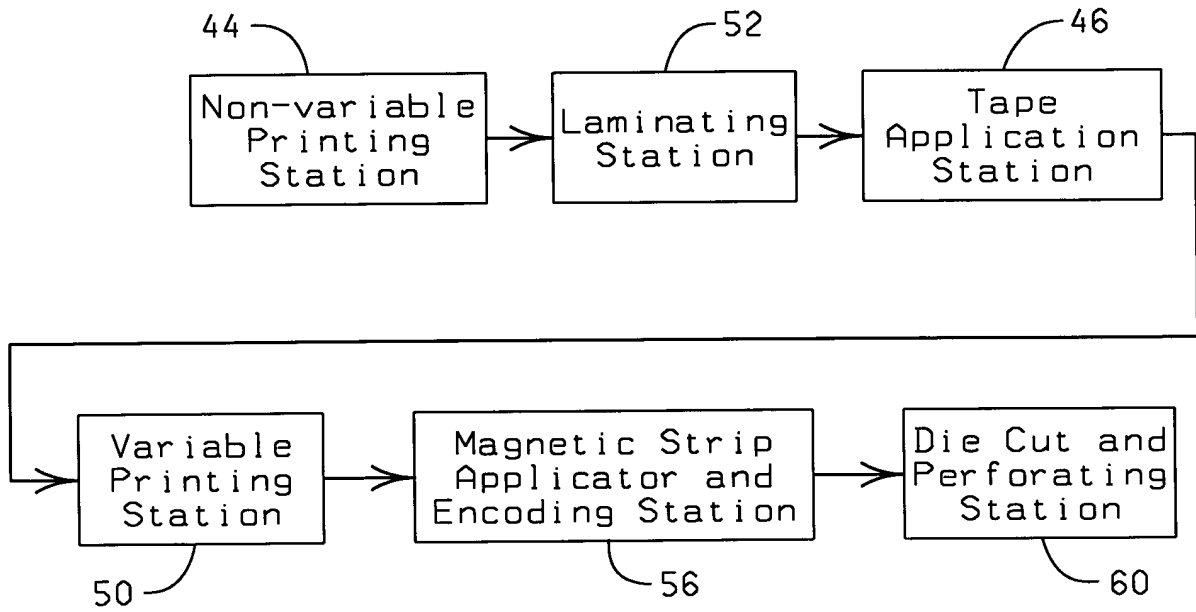 44
52
46
Non-variable
Printing
Station
Laminating
Station
Tape
Application
Station
Variable
Printing
Station
Magnetic Strip
Applicator and
Encoding Station
Die Cut and
Perforating
Station
50
56
60